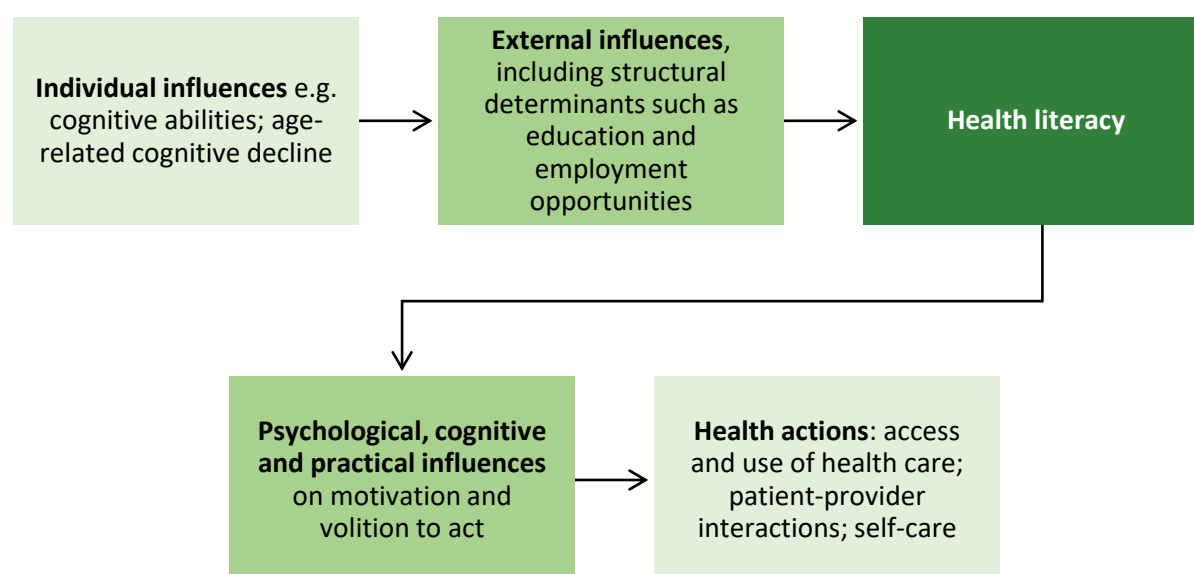 Individual influences e.g.
cognitive abilities; age-
related cognitive decline
External influences,
including structural
determinants such as
education and
employment
opportunities
Health literacy
Psychological, cognitive
and practical influences
on motivation and
volition to act
Health actions: access
and use of health care;
patient-provider
interactions; self-care